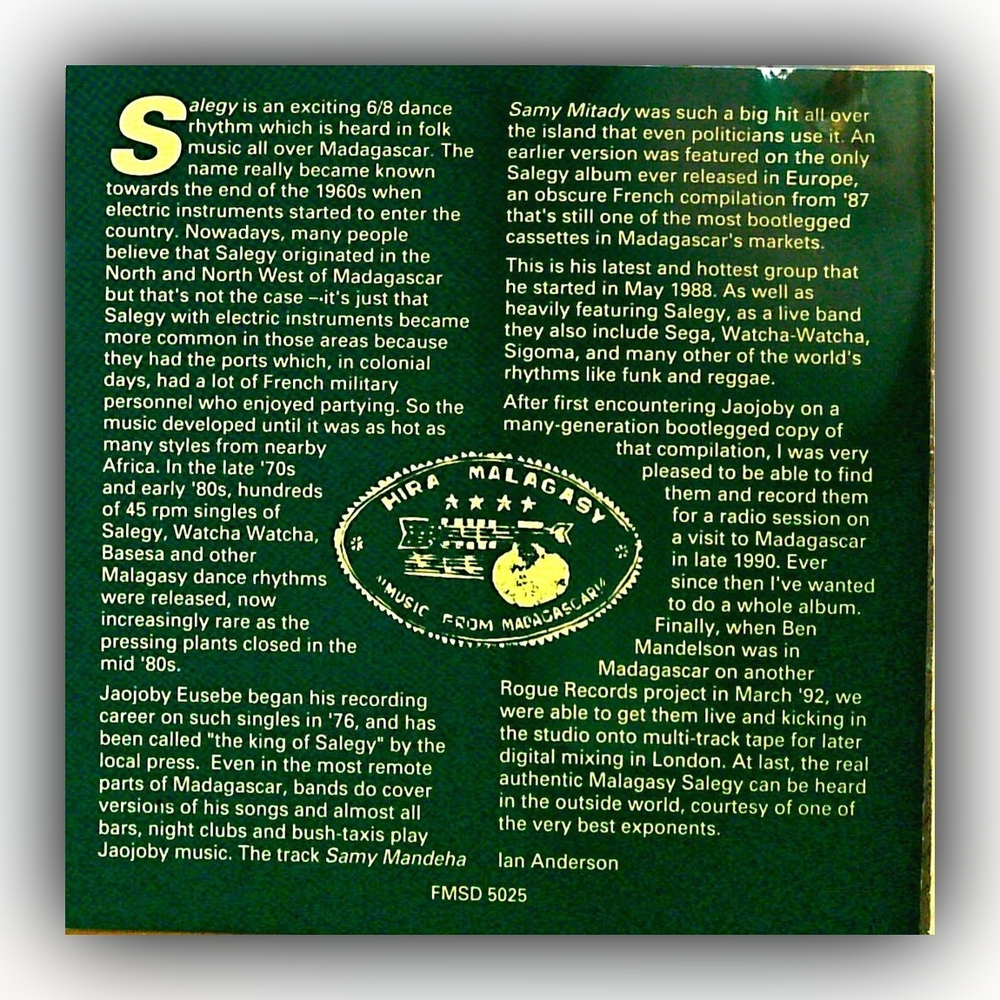 Salegy is an exciting 6/8 dance
rhythm which is heard in folk
music all over Madagascar. The
name really became known
towards the end of the 1960s when
electric instruments started to enter the
country. Nowadays, many people
believe that Salegy originated in the
North and North West of Madagascar
but that's not the case – it's just that
Salegy with electric instruments became
more common in those areas because
they had the ports which, in colonial
days, had a lot of French military
personnel who enjoyed partying. So the
music developed until it was as hot as
many styles from nearby
Africa. In the late '70s
and early '80s, hundreds
of 45 rpm singles of
Salegy, Watcha Watcha,
Basesa and other
Malagasy dance rhythms
were released, now
increasingly rare as the
pressing plants closed in the
mid '80s.
Jaojoby Eusebe began his recording
career on such singles in '76, and has
been called "the king of Salegy" by the
local press. Even in the most remote
parts of Madagascar, bands do cover
versions of his songs and almost all
bars, night clubs and bush-taxis play
Jaojoby music. The track Samy Mandeha
Samy Mitady was such a big hit all over
the island that even politicians use it. An
earlier version was featured on the only
Salegy album ever released in Europe,
an obscure French compilation from '87
that's still one of the most bootlegged
cassettes in Madagascar's markets.
This is his latest and hottest group that
he started in May 1988. As well as
heavily featuring Salegy, as a live band
they also include Sega, Watcha-Watcha,
Sigoma, and many other of the world's
rhythms like funk and reggae.
After first encountering Jaojoby on a
many-generation bootlegged copy of
that compilation, I was very
pleased to be able to find
them and record them
for a radio session on
a visit to Madagascar
in late 1990. Ever
since then I've wanted
to do a whole album.
Finally, when Ben
Mandelson was in
Madagascar on another
Rogue Records project in March '92, we
were able to get them live and kicking in
the studio onto multi-track tape for later
digital mixing in London. At last, the real
authentic Malagasy Salegy can be heard
in the outside world, courtesy of one of
the very best exponents.
Ian Anderson
HIRA MALAGASY
"MUSIC FROM MADAGASCAR"
FMSD 5025